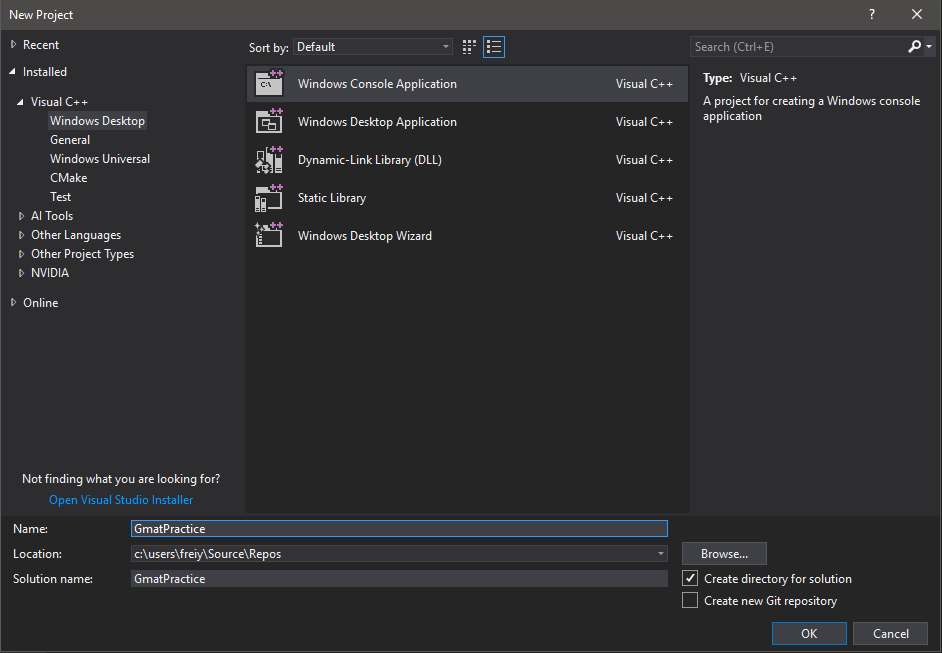 New Project
?
Recent
Installed
Visual C++
Windows Desktop
General
Windows Universal
CMake
Test
AI Tools
Other Languages
Other Project Types
NVIDIA
Online
Not finding what you are looking for?
Open Visual Studio Installer
Sort by: Default
Windows Console Application Visual C++
Windows Desktop Application Visual C++
Dynamic-Link Library (DLL) Visual C++
Static Library Visual C++
Windows Desktop Wizard Visual C++
Search (Ctrl+E)
Type: Visual C++
A project for creating a Windows console
application
Name: GmatPractice
Location: c:\users\freiy\Source\Repos Browse...
Solution name: GmatPractice
Create directory for solution
Create new Git repository
OK Cancel